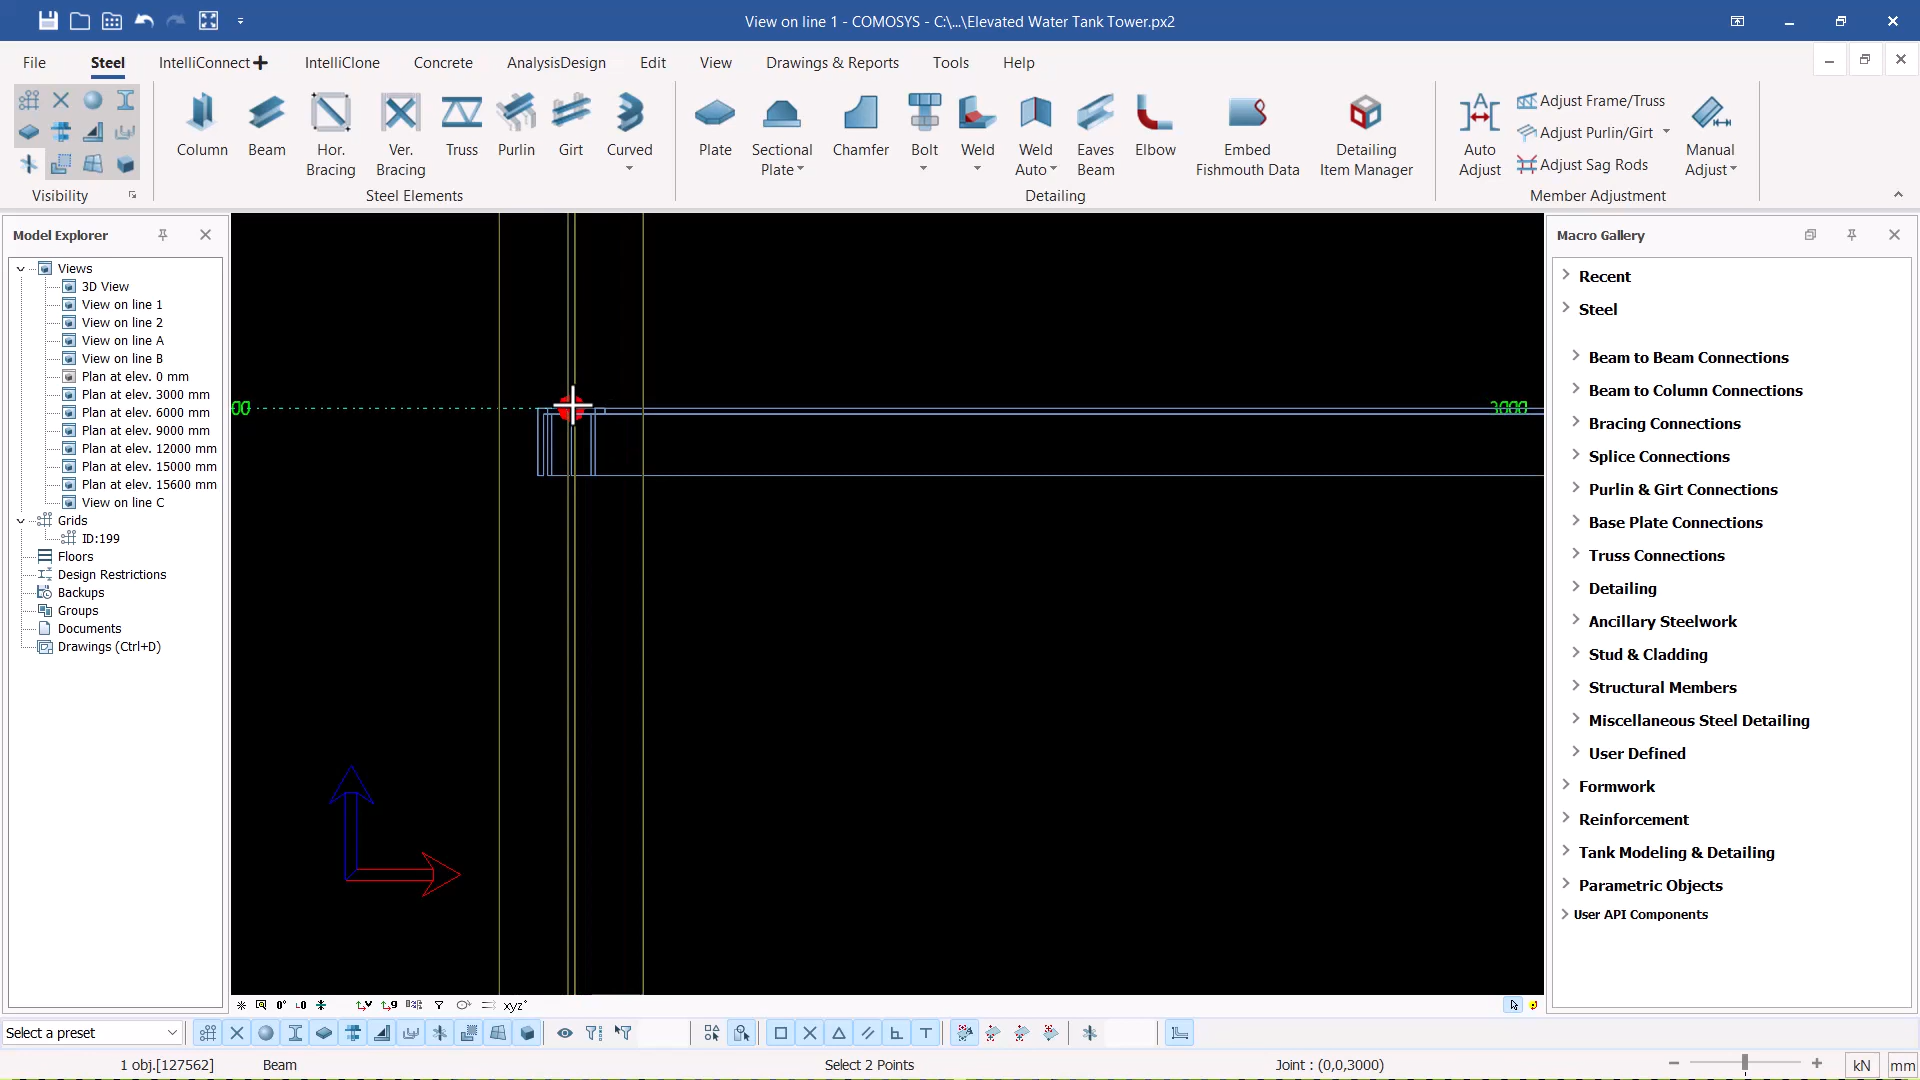 View on line 1 - COMOSYS - C:\...\Elevated Water Tank Tower.px2
File
Steel
IntelliConnect
IntelliClone
Concrete
AnalysisDesign
Edit
View
Drawings & Reports
Tools
Help
Column
Beam
Hor. Bracing
Ver. Bracing
Truss
Purlin
Girt
Curved
Plate
Sectional Plate
Chamfer
Bolt
Weld
Weld Auto
Eaves Beam
Elbow
Embed Fishmouth Data
Detailing Item Manager
Auto Adjust
Adjust Frame/Truss
Adjust Purlin/Girt
Adjust Sag Rods
Manual Adjust
Visibility
Steel Elements
Detailing
Member Adjustment
Model Explorer
Views
3D View
View on line 1
View on line 2
View on line A
View on line B
Plan at elev. 0 mm
Plan at elev. 3000 mm
Plan at elev. 6000 mm
Plan at elev. 9000 mm
Plan at elev. 12000 mm
Plan at elev. 15000 mm
Plan at elev. 15600 mm
View on line C
Grids
ID:199
Floors
Design Restrictions
Backups
Groups
Documents
Drawings (Ctrl+D)
00
3000
Macro Gallery
Recent
Steel
Beam to Beam Connections
Beam to Column Connections
Bracing Connections
Splice Connections
Purlin & Girt Connections
Base Plate Connections
Truss Connections
Detailing
Ancillary Steelwork
Stud & Cladding
Structural Members
Miscellaneous Steel Detailing
User Defined
Formwork
Reinforcement
Tank Modeling & Detailing
Parametric Objects
User API Components
xyz
Select a preset
1 obj.[127562]
Beam
Select 2 Points
Joint : (0,0,3000)
kN
mm